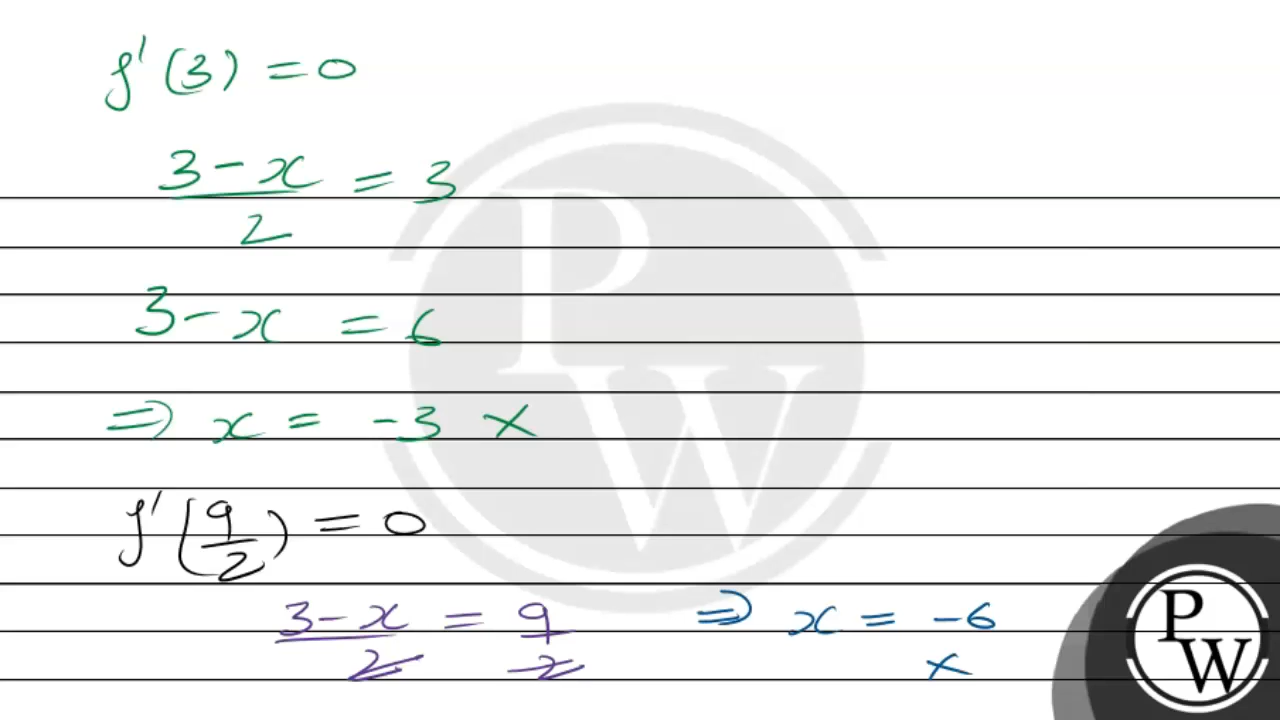 f'(3) = 0
3 - x / 2 = 3
3 - x = 6
⇒ x = -3 ×
f'(9/2) = 0
3 - x / 2 = 9 / 2 ⇒ x = -6
×
P
W
P
W